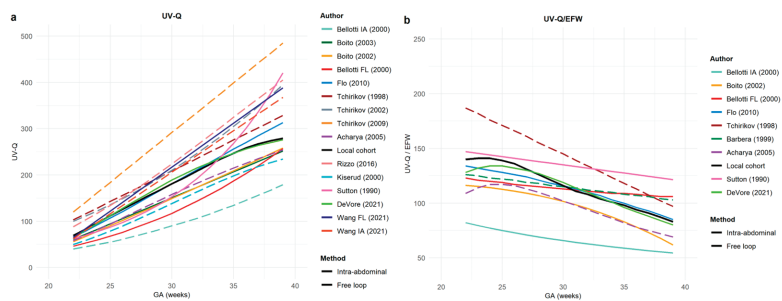 a
UV-Q
UV-Q
500
400
300
200
100
0
20
25
30
35
40
GA (weeks)
Author
Bellotti IA (2000)
Boito (2003)
Boito (2002)
Bellotti FL (2000)
Flo (2010)
Tchirikov (1998)
Tchirikov (2002)
Tchirikov (2009)
Acharya (2005)
Local cohort
Rizzo (2016)
Kiserud (2000)
Sutton (1990)
DeVore (2021)
Wang FL (2021)
Wang IA (2021)
Method
Intra-abdominal
Free loop
b
UV-Q/EFW
UV-Q / EFW
250
200
150
100
50
20
25
30
35
40
GA (weeks)
Author
Bellotti IA (2000)
Boito (2002)
Bellotti FL (2000)
Flo (2010)
Tchirikov (1998)
Barbera (1999)
Acharya (2005)
Local cohort
Sutton (1990)
DeVore (2021)
Method
Intra-abdominal
Free loop